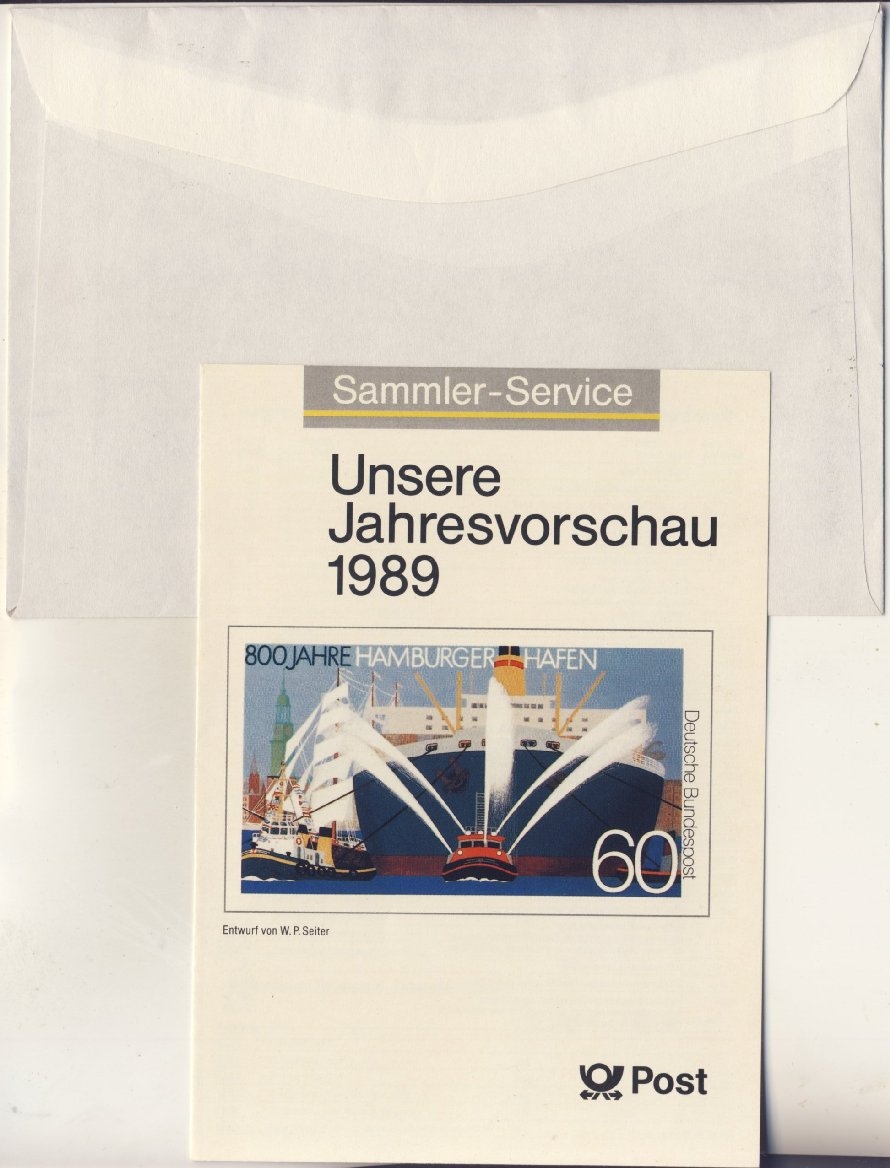 Sammler-Service
Unsere
Jahresvorschau
1989
800 JAHRE HAMBURGER HAFEN
Deutsche Bundespost
60
Entwurf von W. P. Seiter
Post